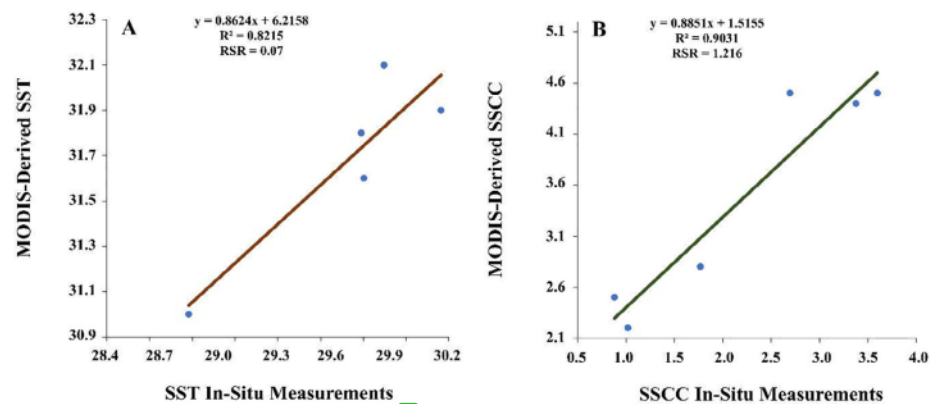 A
y = 0.8624x + 6.2158
R² = 0.8215
RSR = 0.07
MODIS-Derived SST
32.3
32.1
31.9
31.7
31.5
31.3
31.1
30.9
28.4 28.7 29.0 29.3 29.6 29.9 30.2
SST In-Situ Measurements
B
y = 0.8851x + 1.5155
R² = 0.9031
RSR = 1.216
MODIS-Derived SSCC
5.1
4.6
4.1
3.6
3.1
2.6
2.1
0.5 1.0 1.5 2.0 2.5 3.0 3.5 4.0
SSCC In-Situ Measurements